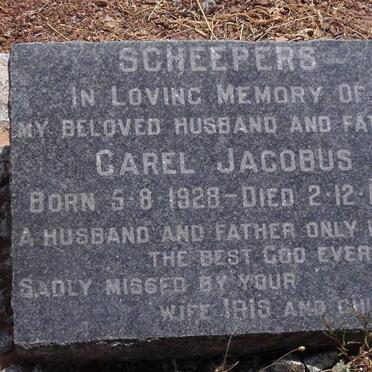 SCHEEPERS
IN LOVING MEMORY OF
MY BELOVED HUSBAND AND
CAREL JACOBUS
BORN 5-8-1928 - DIED 2-12-
A HUSBAND AND FATHER ONLY
THE BEST GOD EVER
SADLY MISSED BY YOUR
WIFE IRIS AND